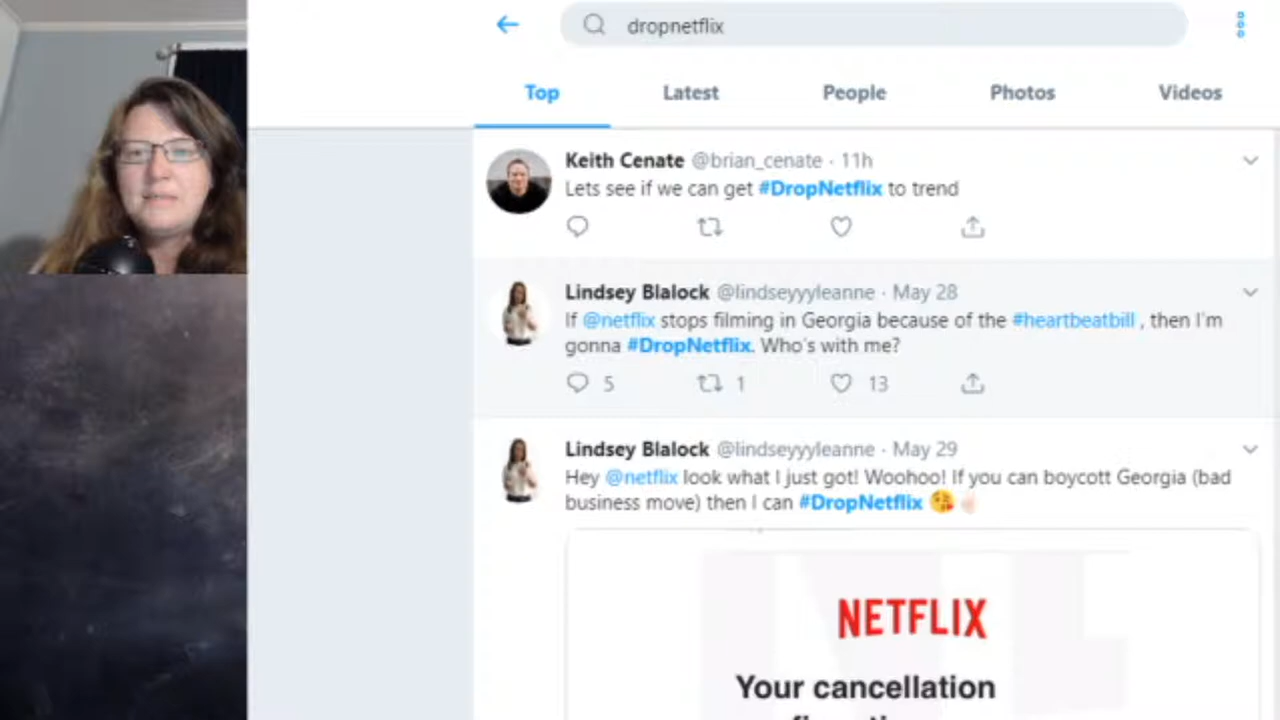 dropnetflix
Top Latest People Photos Videos
Keith Cenate @brian_cenate · 11h
Lets see if we can get #DropNetflix to trend
Lindsey Blalock @lindseyyyleanne · May 28
If @netflix stops filming in Georgia because of the #heartbeatbill , then I'm
gonna #DropNetflix. Who's with me?
5 1 13
Lindsey Blalock @lindseyyyleanne · May 29
Hey @netflix look what I just got! Woohoo! If you can boycott Georgia (bad
business move) then I can #DropNetflix 😘☝🏻
NETFLIX
Your cancellation